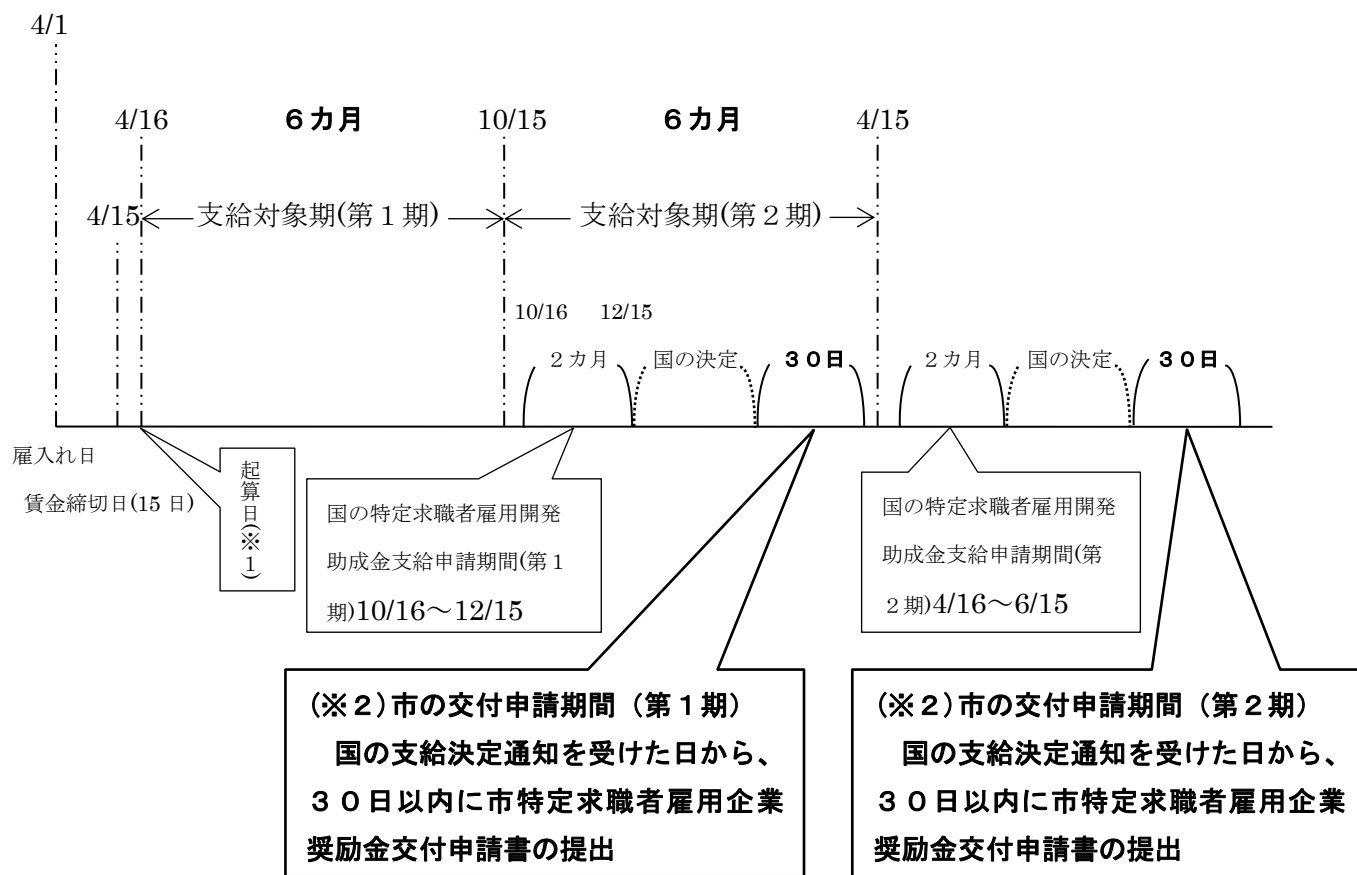 4/1
4/16 ６カ月 10/15 ６カ月 4/15
4/15 支給対象期(第１期) 支給対象期(第２期)
10/16 12/15
２カ月 国の決定 ３０日 ２カ月 国の決定 ３０日
雇入れ日
賃金締切日(15 日)
起算日(※１)
国の特定求職者雇用開発
助成金支給申請期間(第１
期)10/16～12/15
国の特定求職者雇用開発
助成金支給申請期間(第
２期)4/16～6/15
(※２)市の交付申請期間（第１期）
国の支給決定通知を受けた日から、
３０日以内に市特定求職者雇用企業
奨励金交付申請書の提出
(※２)市の交付申請期間（第２期）
国の支給決定通知を受けた日から、
３０日以内に市特定求職者雇用企業
奨励金交付申請書の提出